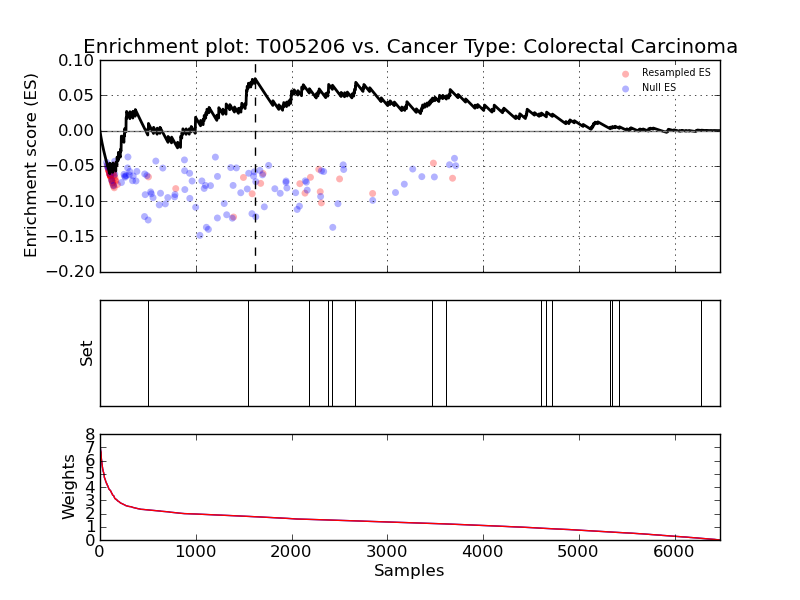 Enrichment plot: T005206 vs. Cancer Type: Colorectal Carcinoma
0.10
0.05
0.00
−0.05
−0.10
−0.15
−0.20
Enrichment score (ES)
Resampled ES
Null ES
Set
8
7
6
5
4
3
2
1
0
Weights
0 1000 2000 3000 4000 5000 6000
Samples